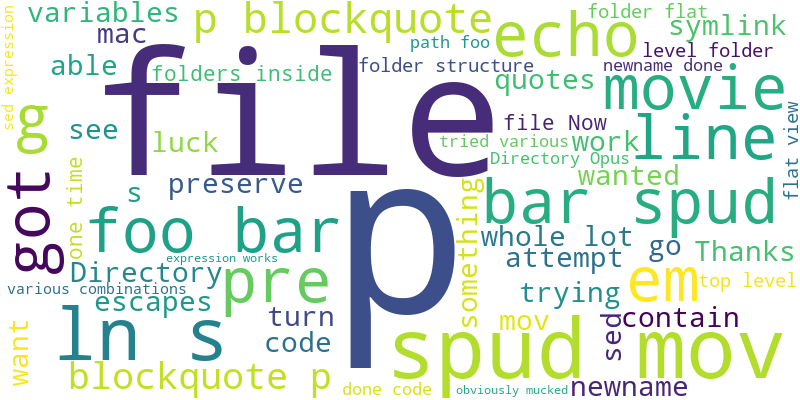 variables
p blockquote
echo
folder flat
symlink
mac
path foo
level folder
able
folders inside
folder structure
newname done
sed expression
file
quotes
movie
g
see
luck
file Now
work
line
tried various
Directory Opus
flat view
got
s
preserve
p
wanted
one time
foo bar
something
bar spud
whole lot
go
Thanks
expression works
Directory
pre
attempt
various combinations
escapes
trying
em
top level
ln s
turn
mov
sed
contain
want
code
spud mov
blockquote p
done code
obviously mucked
newname